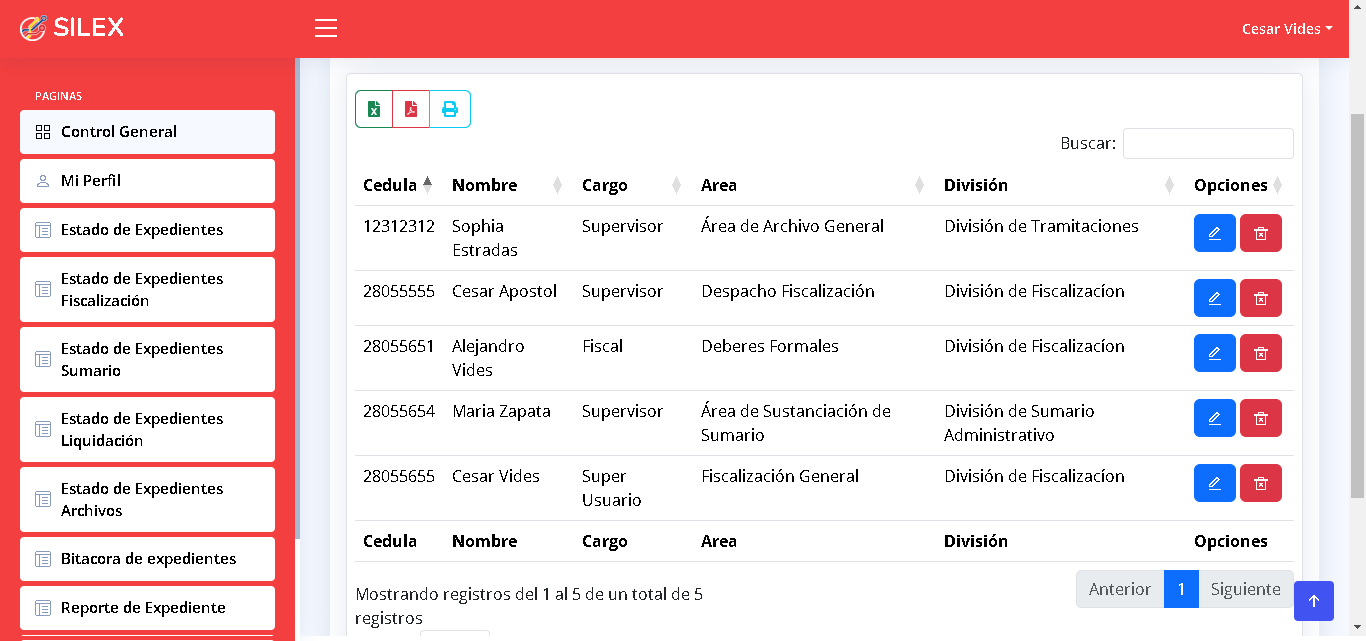 SILEX
Cesar Vides
PAGINAS
Control General
Mi Perfil
Estado de Expedientes
Estado de Expedientes
Fiscalización
Estado de Expedientes
Sumario
Estado de Expedientes
Liquidación
Estado de Expedientes
Archivos
Bitacora de expedientes
Reporte de Expediente
Buscar:
Cedula Nombre Cargo Area División Opciones
12312312 Sophia Supervisor Área de Archivo General División de Tramitaciones
Estradas
28055555 Cesar Apostol Supervisor Despacho Fiscalización División de Fiscalizacíon
28055651 Alejandro Fiscal Deberes Formales División de Fiscalizacíon
Vides
28055654 Maria Zapata Supervisor Área de Sustanciación de División de Sumario
Sumario Administrativo
28055655 Cesar Vides Super Fiscalización General División de Fiscalizacíon
Usuario
Cedula Nombre Cargo Area División Opciones
Mostrando registros del 1 al 5 de un total de 5
registros
Anterior 1 Siguiente